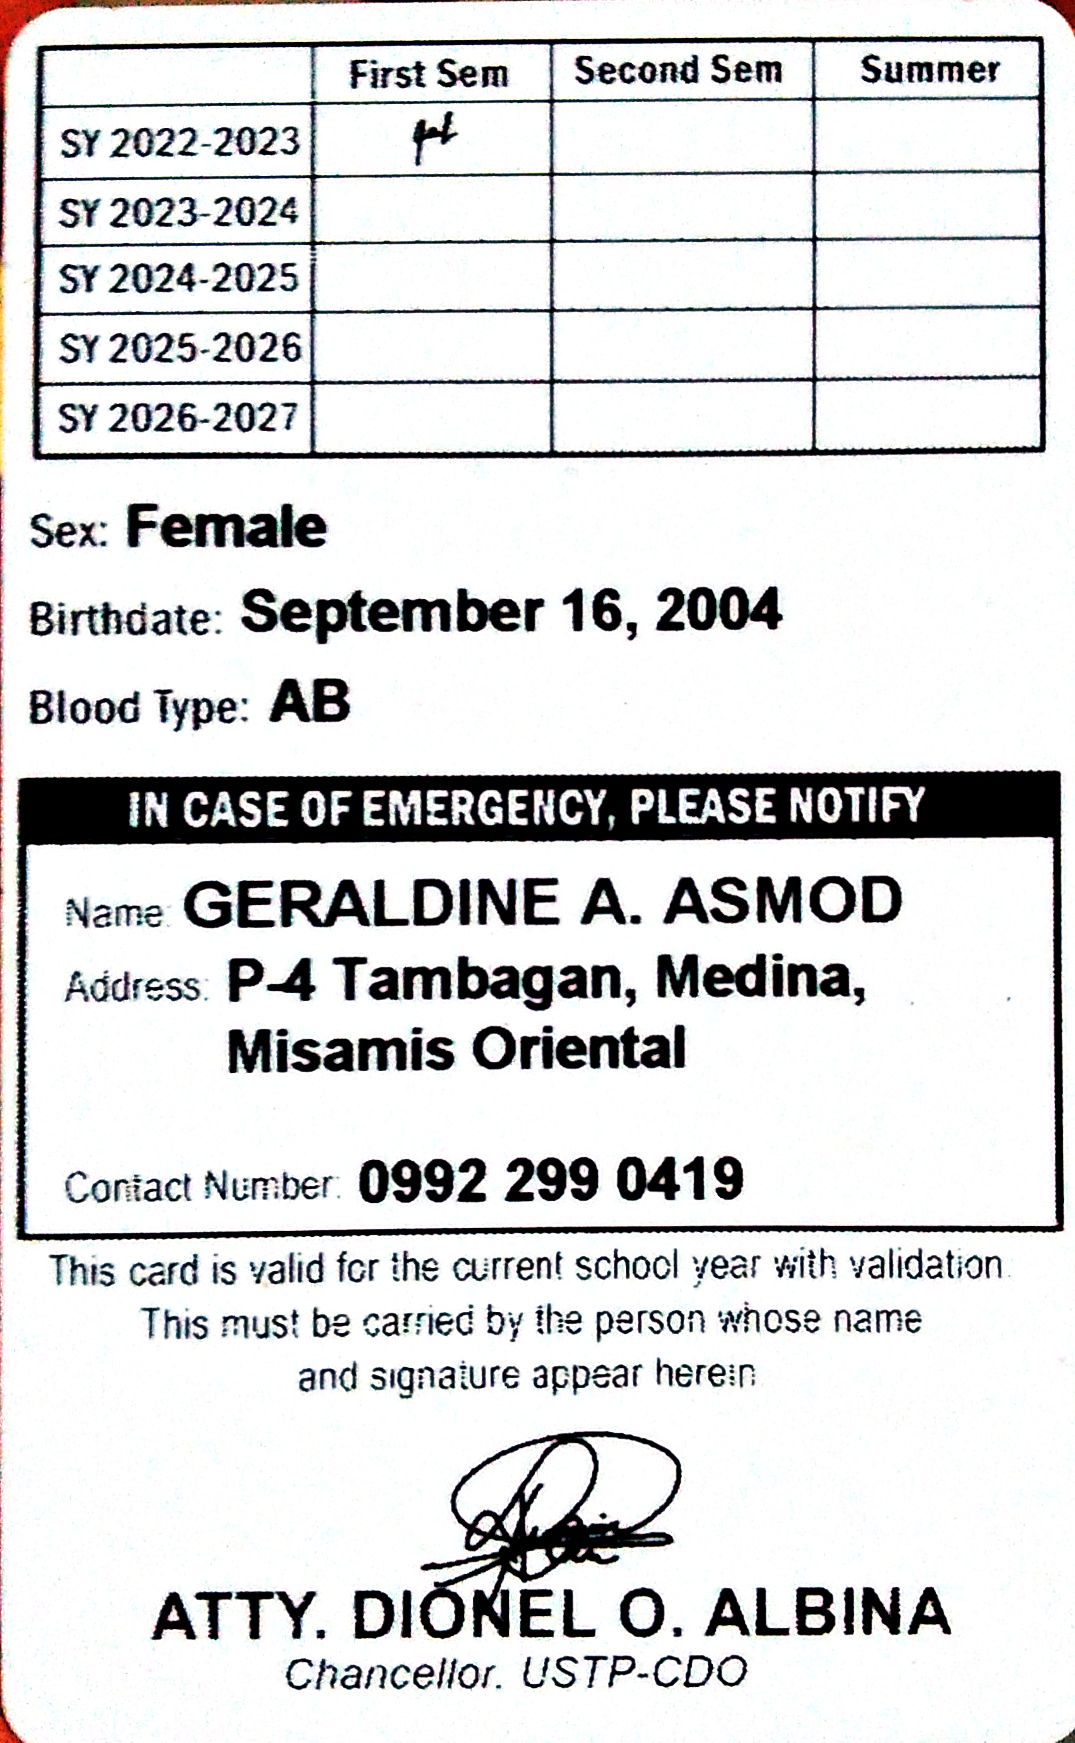 First Sem Second Sem Summer
SY 2022-2023
SY 2023-2024
SY 2024-2025
SY 2025-2026
SY 2026-2027
Sex: Female
Birthdate: September 16, 2004
Blood Type: AB
IN CASE OF EMERGENCY, PLEASE NOTIFY
Name: GERALDINE A. ASMOD
Address: P-4 Tambagan, Medina,
Misamis Oriental
Contact Number: 0992 299 0419
This card is valid for the current school year with validation.
This must be carried by the person whose name
and signature appear herein
ATTY. DIONEL O. ALBINA
Chancellor, USTP-CDO